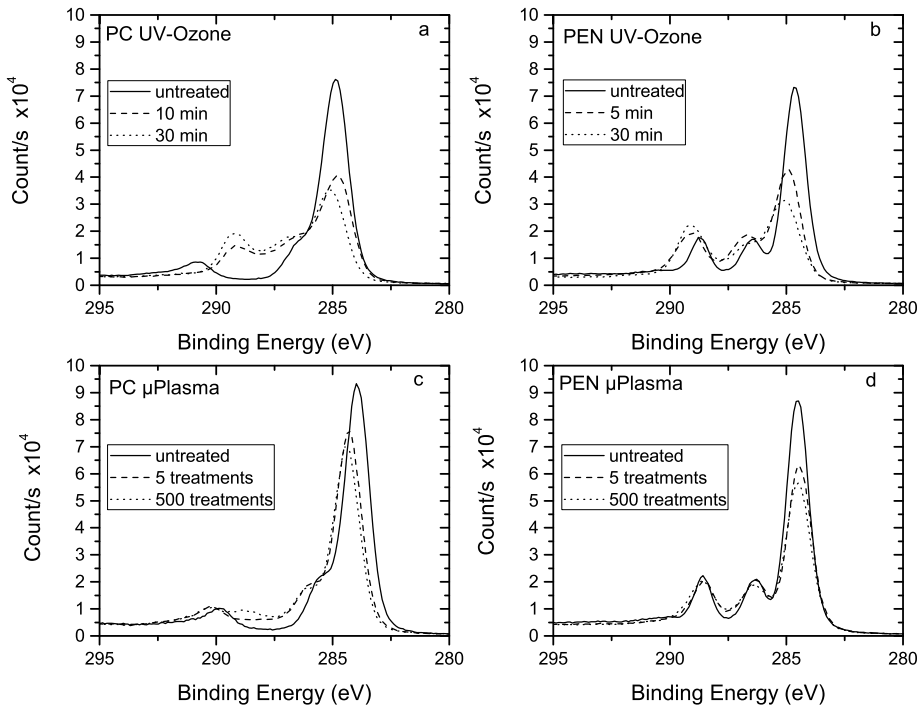 PC UV-Ozone
a
untreated
10 min
30 min
Count/s x10⁴
10
9
8
7
6
5
4
3
2
1
0
295 290 285 280
Binding Energy (eV)
PEN UV-Ozone
b
untreated
5 min
30 min
Count/s x10⁴
10
9
8
7
6
5
4
3
2
1
0
295 290 285 280
Binding Energy (eV)
PC µPlasma
c
untreated
5 treatments
500 treatments
Count/s x10⁴
10
9
8
7
6
5
4
3
2
1
0
295 290 285 280
Binding Energy (eV)
PEN µPlasma
d
untreated
5 treatments
500 treatments
Count/s x10⁴
10
9
8
7
6
5
4
3
2
1
0
295 290 285 280
Binding Energy (eV)